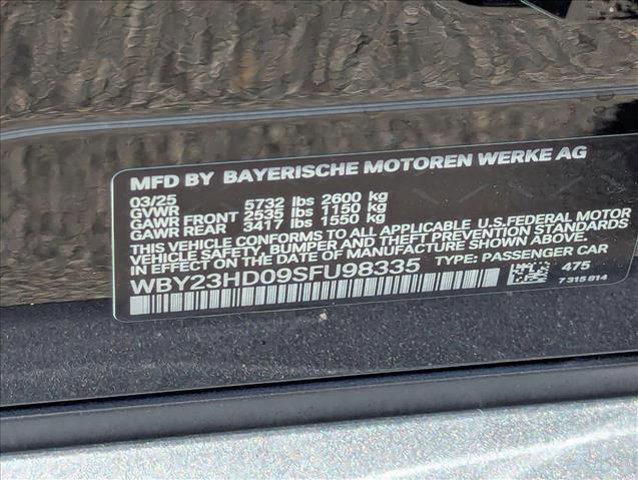 MFD BY BAYERISCHE MOTOREN WERKE AG
03/25
GVWR 5732 lbs 2600 kg
GAWR FRONT 2535 lbs 1150 kg
GAWR REAR 3417 lbs 1550 kg
THIS VEHICLE CONFORMS TO ALL APPLICABLE U.S.FEDERAL MOTOR
VEHICLE SAFETY, BUMPER AND THEFT PREVENTION STANDARDS
IN EFFECT ON THE DATE OF MANUFACTURE SHOWN ABOVE.
WBY23HD09SFU98335 TYPE: PASSENGER CAR
475
7 315 814